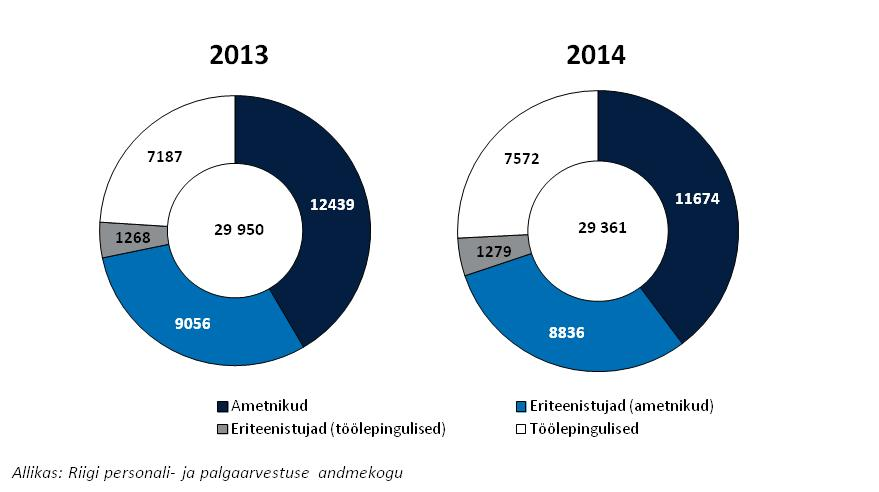 2013
2014
7187
12439
29 950
1268
9056
7572
11674
29 361
1279
8836
Ametnikud
Eriteenistujad (ametnikud)
Eriteenistujad (töölepingulised)
Töölepingulised
Allikas: Riigi personali- ja palgaarvestuse andmekogu